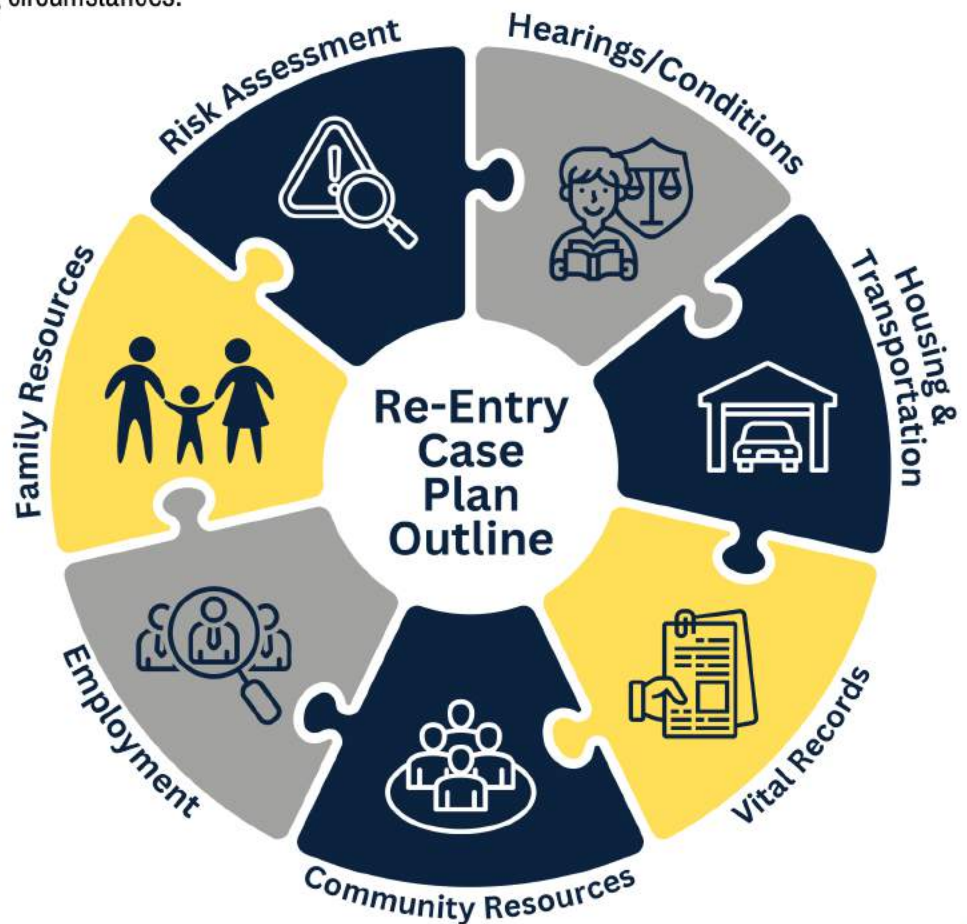 circumstances.
Risk Assessment
Hearings/Conditions
Housing &
Transportation
Vital Records
Community Resources
Employment
Family Resources
Re-Entry
Case
Plan
Outline